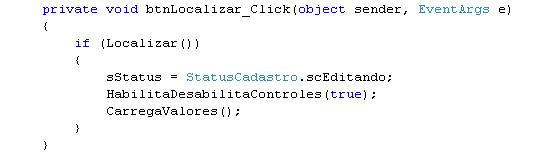 private void btnLocalizar_Click(object sender, EventArgs e)
{
    if (Localizar())
    {
        sStatus = StatusCadastro.scEditando;
        HabilitaDesabilitaControles(true);
        CarregaValores();
    }
}